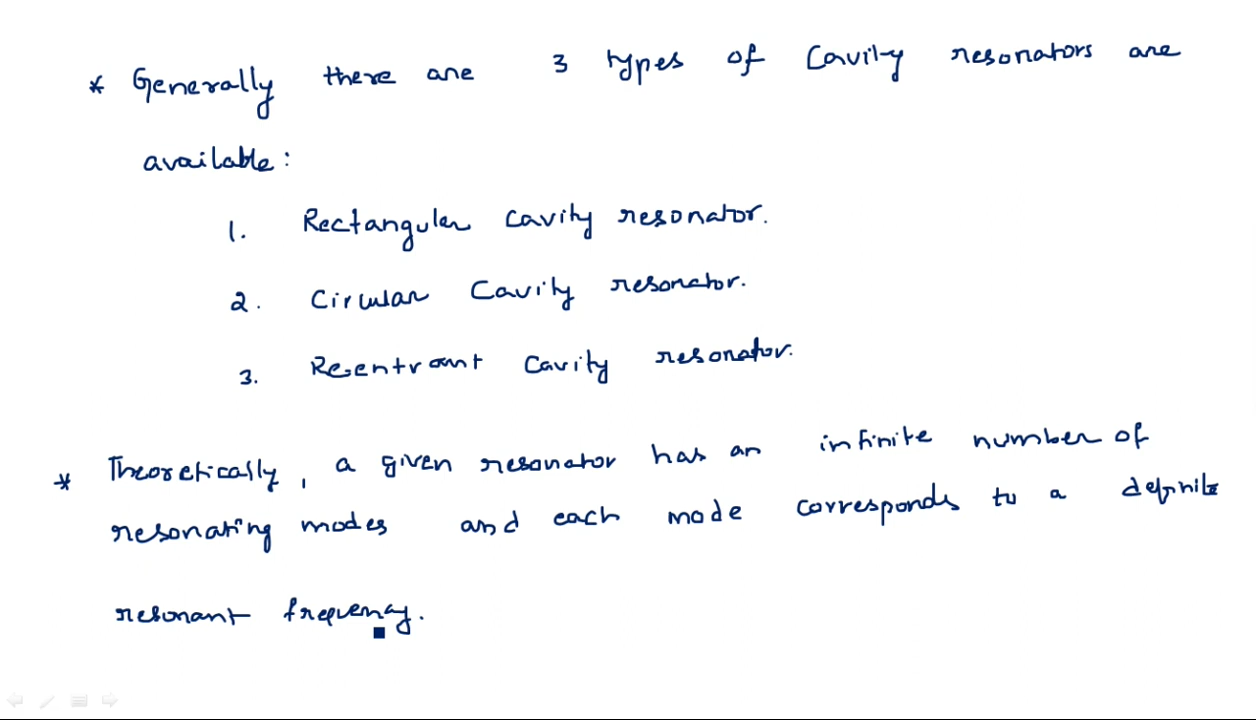 * Generally there are 3 types of Cavity resonators are
available:
1. Rectangular cavity resonator.
2. Circular Cavity resonator.
3. Reentrant Cavity resonator.
* Theoretically, a given resonator has an infinite number of
resonating modes and each mode corresponds to a definite
resonant frequency.